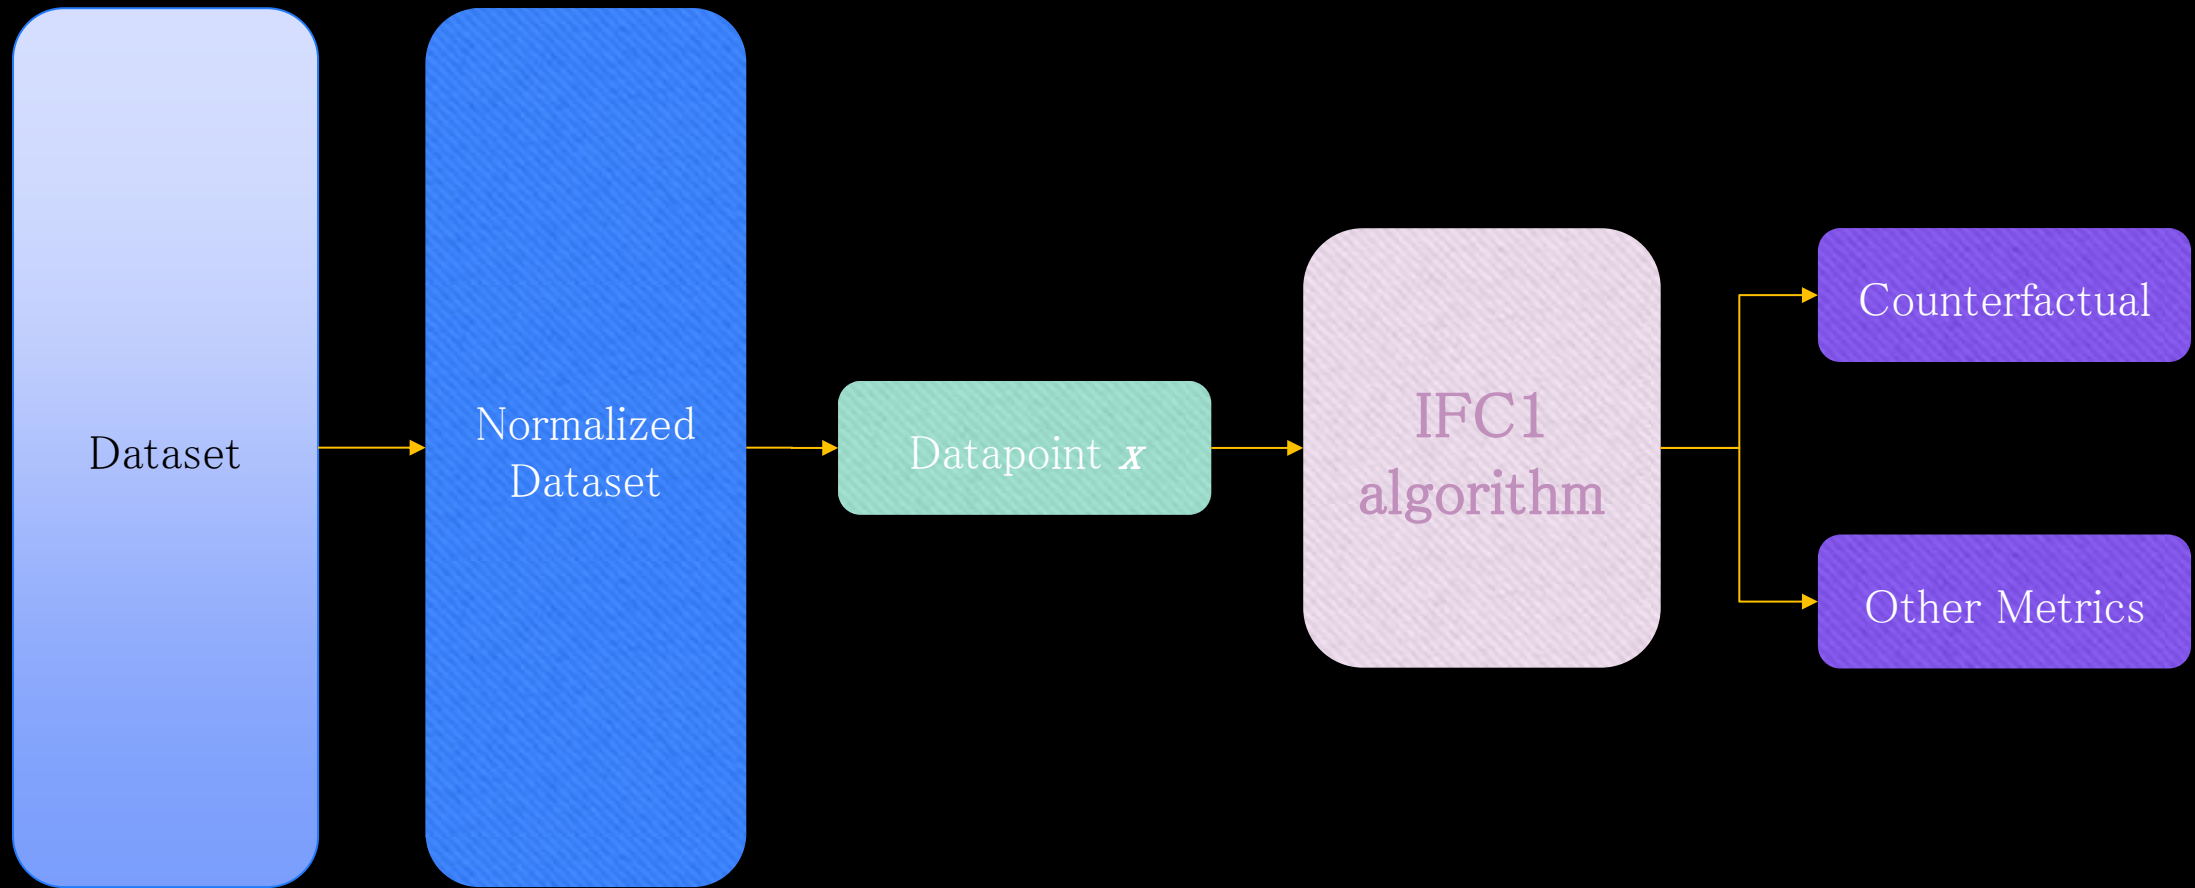 Dataset
Normalized
Dataset
Datapoint x
IFC1
algorithm
Counterfactual
Other Metrics